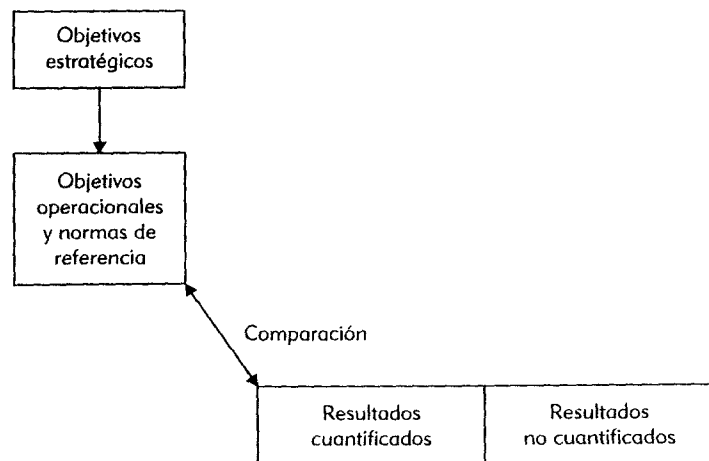 Objetivos
estratégicos
Objetivos
operacionales
y normas de
referencia
Comparación
Resultados
cuantificados
Resultados
no cuantificados